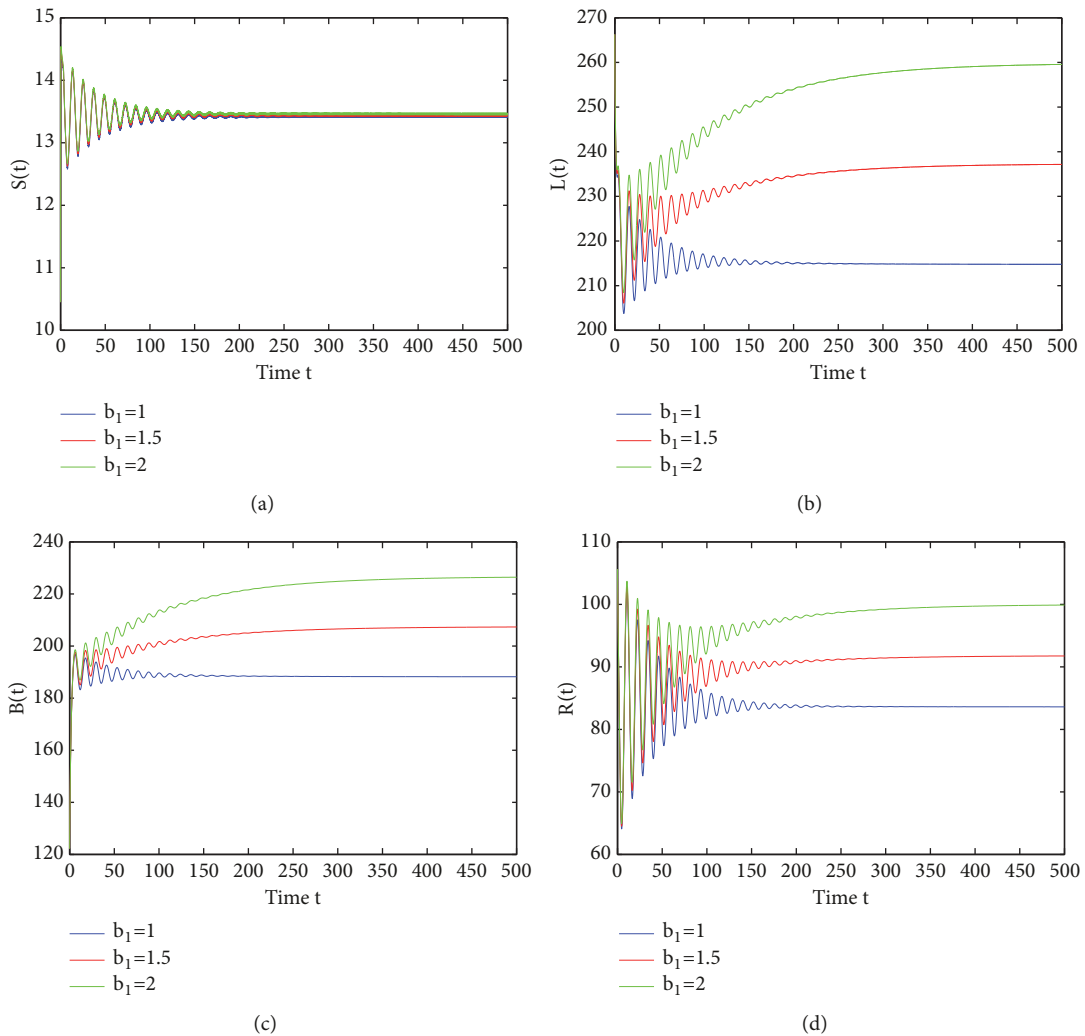 15
14
13
12
11
10
S(t)
0 50 100 150 200 250 300 350 400 450 500
Time t
b₁=1
b₁=1.5
b₁=2
(a)
270
260
250
240
230
220
215
210
200
L(t)
0 50 100 150 200 250 300 350 400 450 500
Time t
b₁=1
b₁=1.5
b₁=2
(b)
240
220
200
180
160
140
120
B(t)
0 50 100 150 200 250 300 350 400 450 500
Time t
b₁=1
b₁=1.5
b₁=2
(c)
110
100
90
80
70
60
R(t)
0 50 100 150 200 250 300 350 400 450 500
Time t
b₁=1
b₁=1.5
b₁=2
(d)